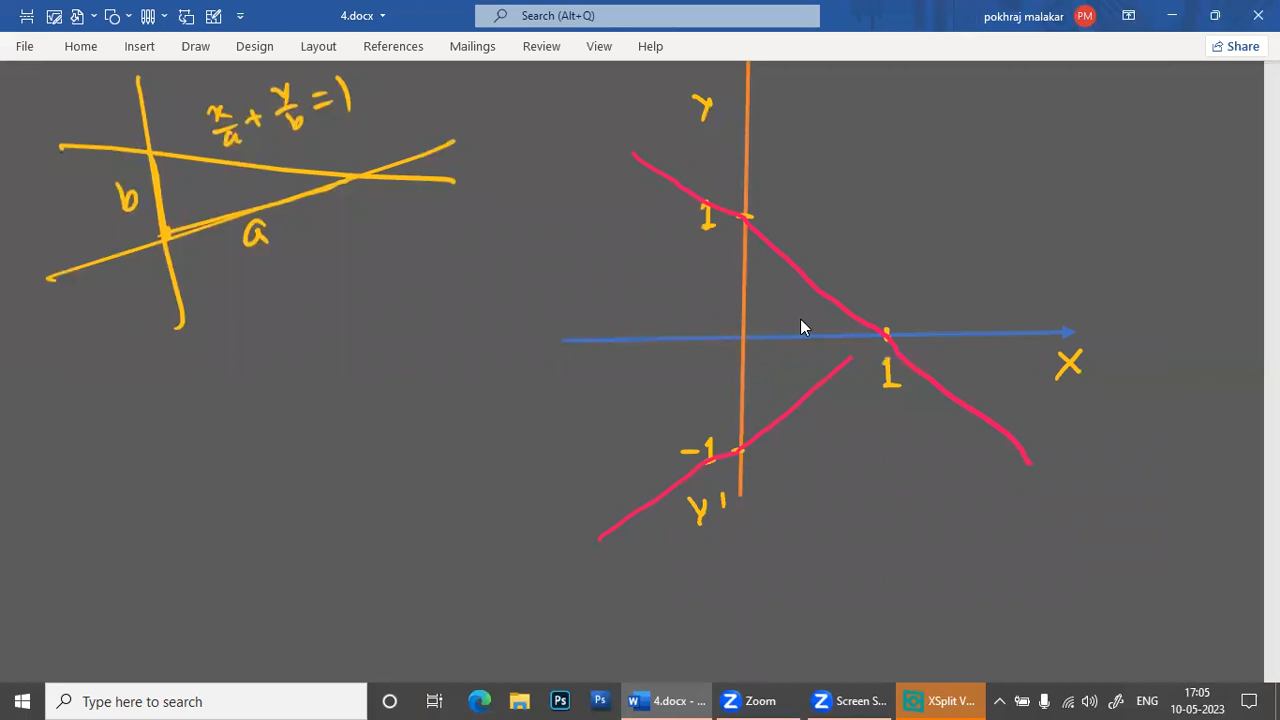 4.docx
Search (Alt+Q)
pokhraj malakar PM
File Home Insert Draw Design Layout References Mailings Review View Help Share
x/a + y/b = 1
b
a
Y
1
1
X
-1
Y'
Type here to search
Ps
Ps
4.docx - ...
Zoom
Screen S...
XSplit V...
ENG
17:05
10-05-2023